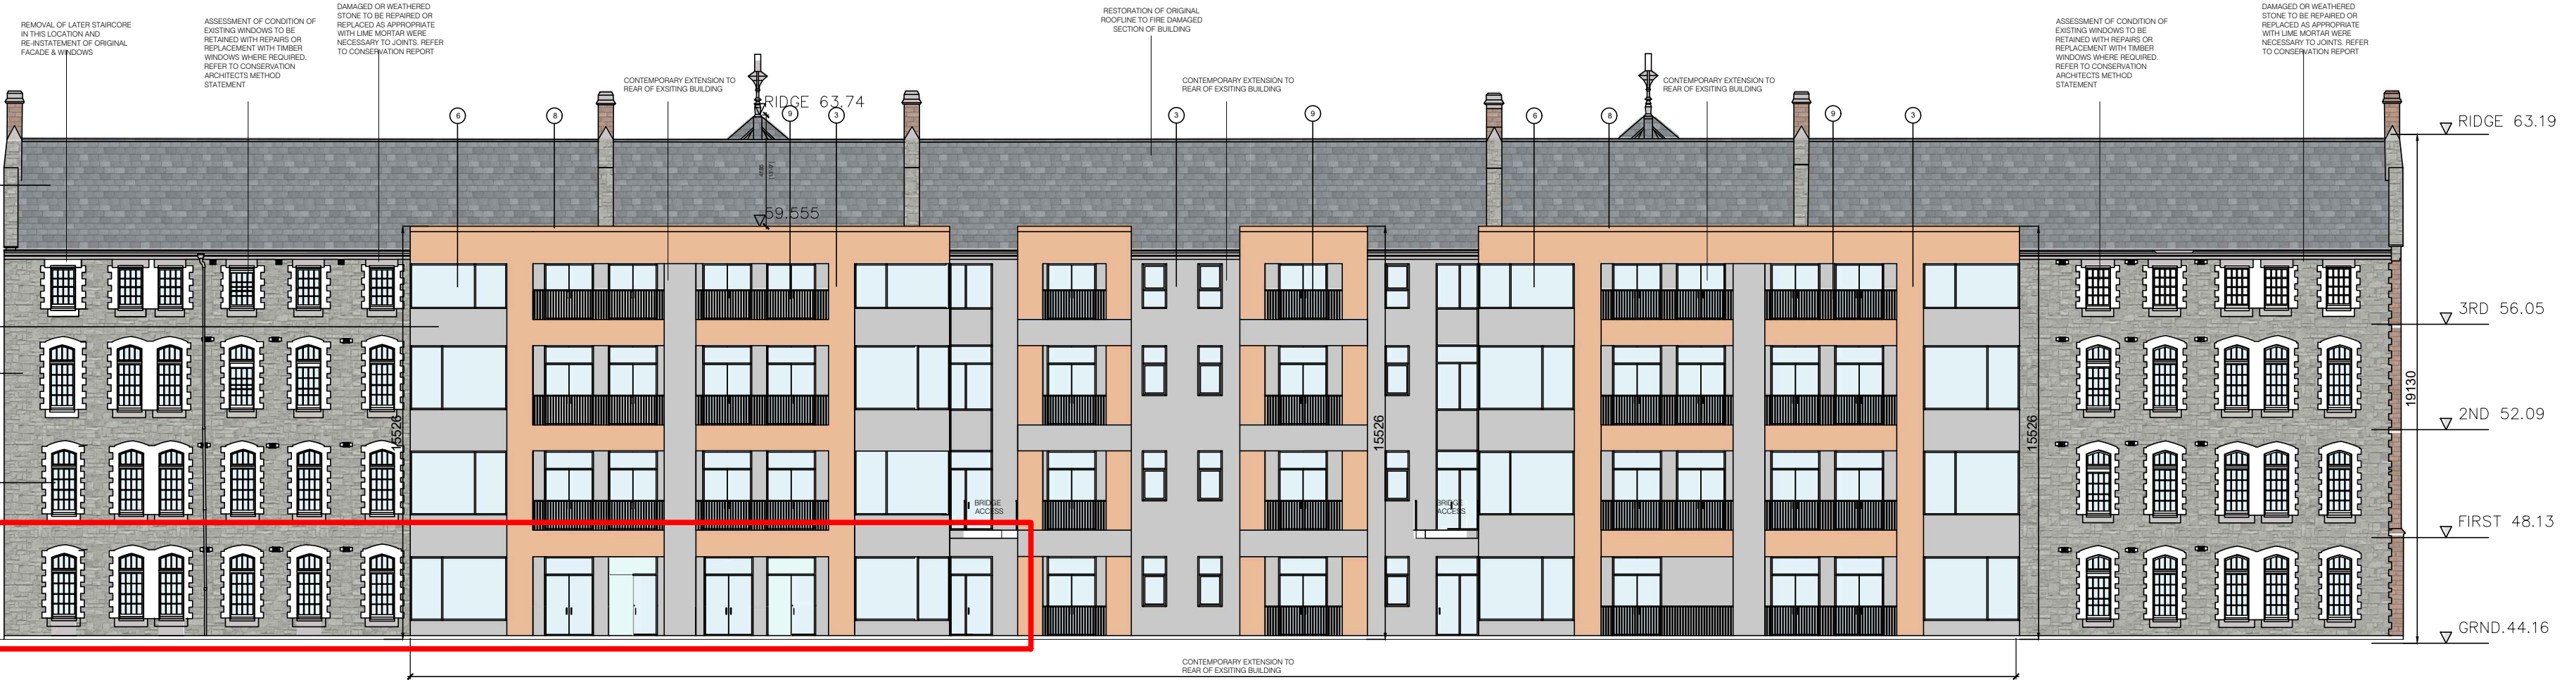 REMOVAL OF LATER STAIRCORE
IN THIS LOCATION AND
RE-INSTATEMENT OF ORIGINAL
FACADE & WINDOWS
ASSESSMENT OF CONDITION OF
EXISTING WINDOWS TO BE
RETAINED WITH REPAIRS OR
REPLACEMENT WITH TIMBER
WINDOWS WHERE REQUIRED.
REFER TO CONSERVATION
ARCHITECTS METHOD
STATEMENT
DAMAGED OR WEATHERED
STONE TO BE REPAIRED OR
REPLACED AS APPROPRIATE
WITH LIME MORTAR WERE
NECESSARY TO JOINTS. REFER
TO CONSERVATION REPORT
CONTEMPORARY EXTENSION TO
REAR OF EXSITING BUILDING
RESTORATION OF ORIGINAL
ROOFLINE TO FIRE DAMAGED
SECTION OF BUILDING
CONTEMPORARY EXTENSION TO
REAR OF EXSITING BUILDING
CONTEMPORARY EXTENSION TO
REAR OF EXSITING BUILDING
ASSESSMENT OF CONDITION OF
EXISTING WINDOWS TO BE
RETAINED WITH REPAIRS OR
REPLACEMENT WITH TIMBER
WINDOWS WHERE REQUIRED.
REFER TO CONSERVATION
ARCHITECTS METHOD
STATEMENT
DAMAGED OR WEATHERED
STONE TO BE REPAIRED OR
REPLACED AS APPROPRIATE
WITH LIME MORTAR WERE
NECESSARY TO JOINTS. REFER
TO CONSERVATION REPORT
RIDGE 63.74
6
8
9
3
3
9
6
8
9
3
RIDGE 63.19
59.555
3RD 56.05
2ND 52.09
FIRST 48.13
GRND.44.16
15526
15526
15526
19130
BRIDGE
ACCESS
BRIDGE
ACCESS
CONTEMPORARY EXTENSION TO
REAR OF EXSITING BUILDING